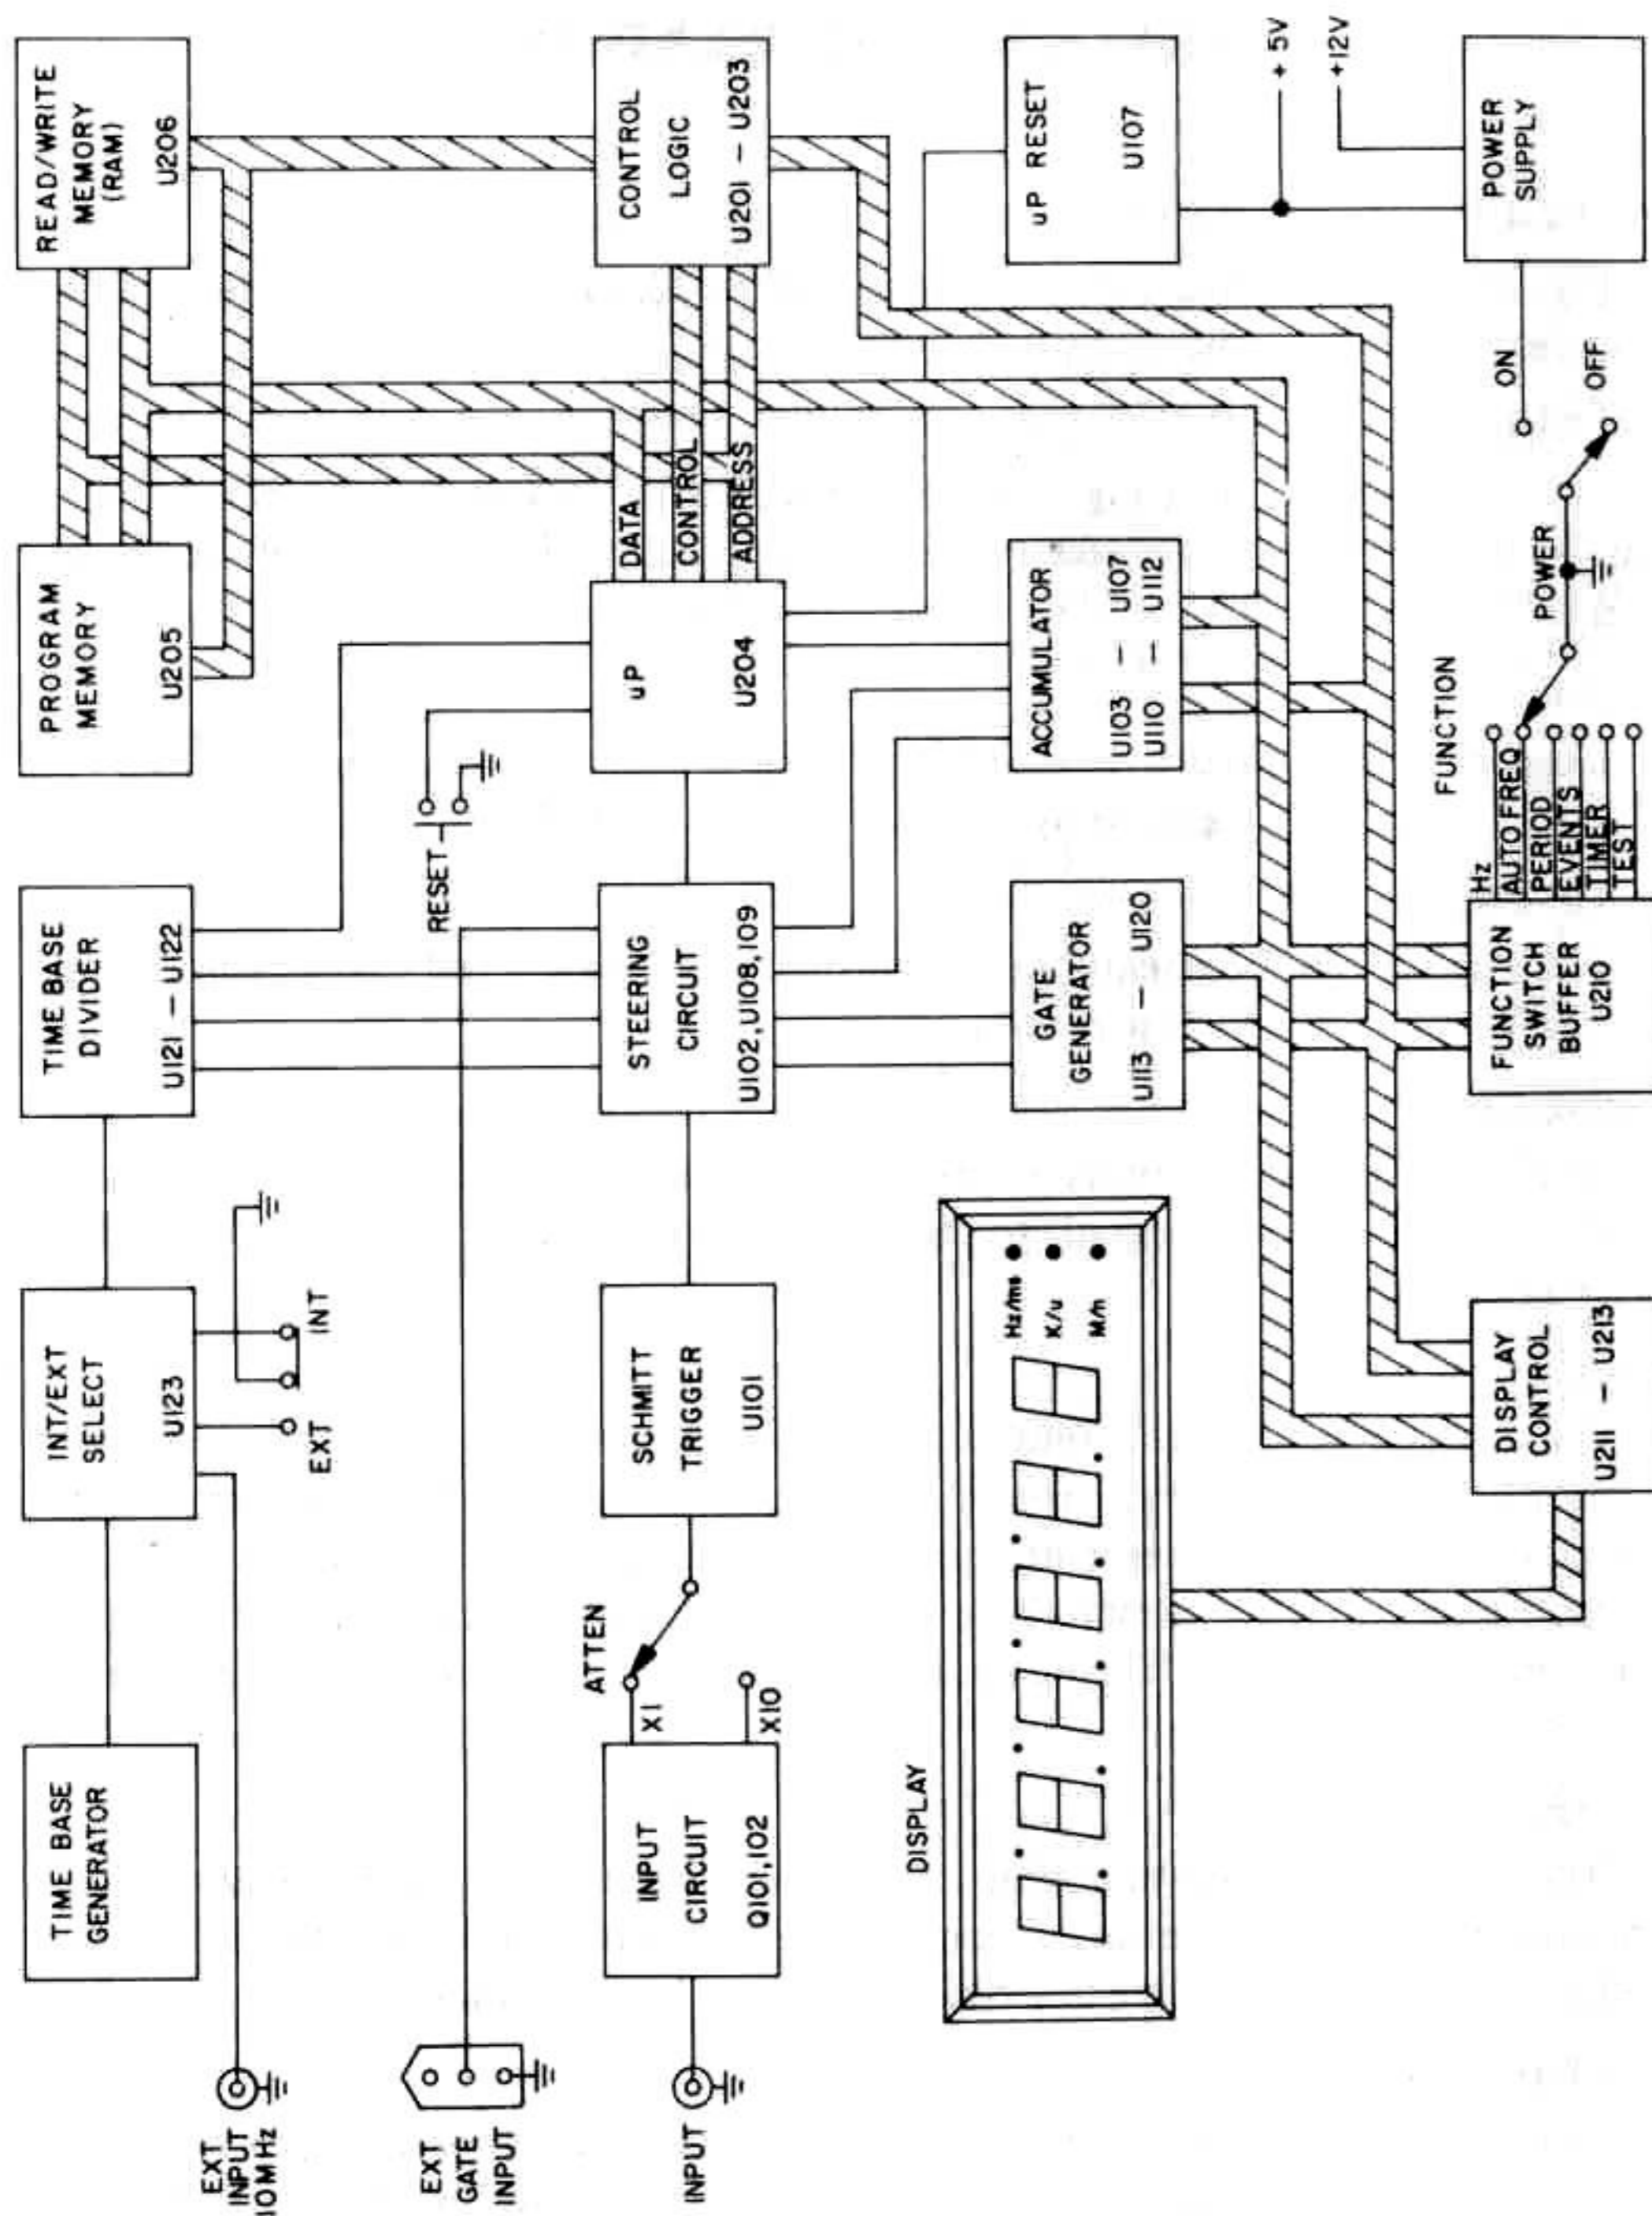 EXT
INPUT
10MHz
TIME BASE
GENERATOR
INT/EXT
SELECT
U123
EXT
INT
TIME BASE
DIVIDER
U121 - U122
PROGRAM
MEMORY
U205
READ/WRITE
MEMORY
(RAM)
U206
EXT
GATE
INPUT
RESET
INPUT
INPUT
CIRCUIT
Q101,102
ATTEN
X1
X10
SCHMITT
TRIGGER
U101
STEERING
CIRCUIT
U102,U108,109
uP
U204
DATA
CONTROL
ADDRESS
CONTROL
LOGIC
U201 - U203
DISPLAY
Hz/ms
K/u
M/n
GATE
GENERATOR
U113 - U120
ACCUMULATOR
U103 - U107
U110 - U112
uP RESET
U107
+ 5V
+12V
DISPLAY
CONTROL
U211 - U213
FUNCTION
SWITCH
BUFFER
U210
FUNCTION
Hz
AUTO FREQ
PERIOD
EVENTS
TIMER
TEST
POWER
ON
OFF
POWER
SUPPLY